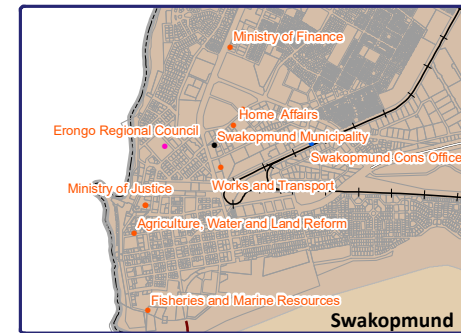 Ministry of Finance
Home Affairs
Erongo Regional Council
Swakopmund Municipality
Swakopmund Cons Office
Ministry of Justice
Works and Transport
Agriculture, Water and Land Reform
Fisheries and Marine Resources
Swakopmund